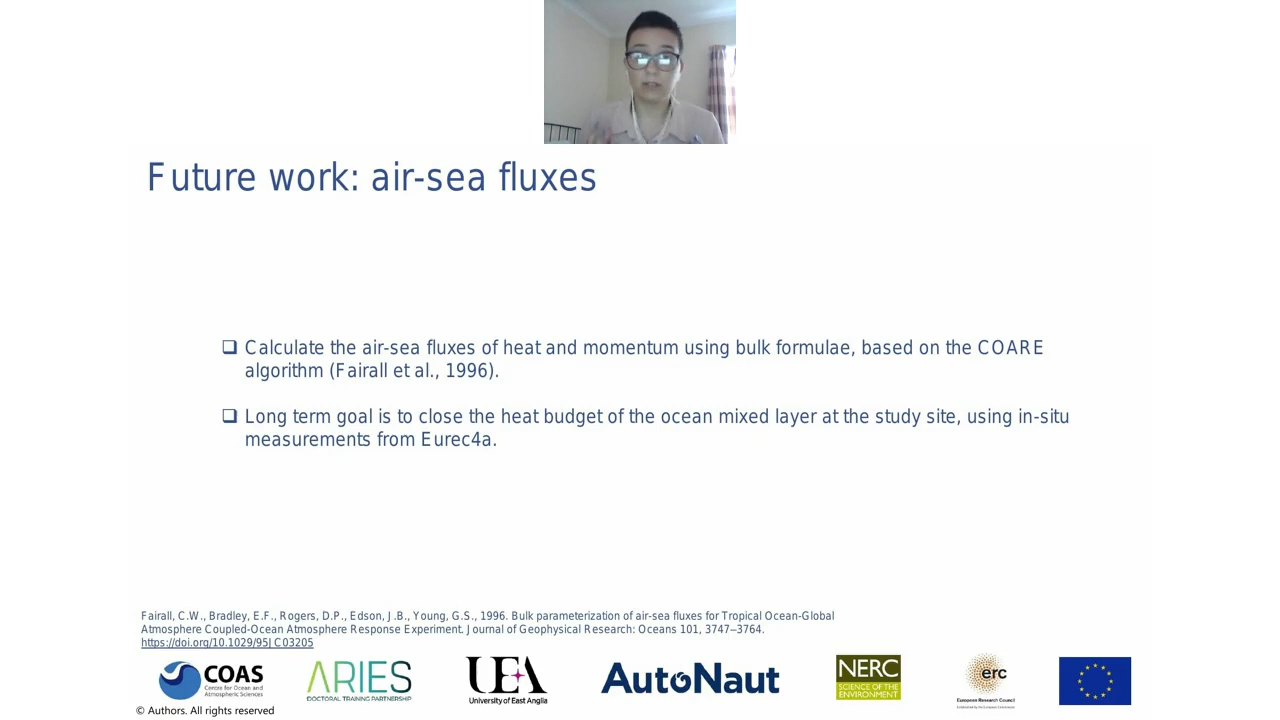 Future work: air-sea fluxes
❑ Calculate the air-sea fluxes of heat and momentum using bulk formulae, based on the COARE
algorithm (Fairall et al., 1996).
❑ Long term goal is to close the heat budget of the ocean mixed layer at the study site, using in-situ
measurements from Eurec4a.
Fairall, C.W., Bradley, E.F., Rogers, D.P., Edson, J.B., Young, G.S., 1996. Bulk parameterization of air-sea fluxes for Tropical Ocean-Global
Atmosphere Coupled-Ocean Atmosphere Response Experiment. Journal of Geophysical Research: Oceans 101, 3747–3764.
https://doi.org/10.1029/95JC03205
COAS
Centre for Ocean and
Atmospheric Sciences
ARIES
DOCTORAL TRAINING PARTNERSHIP
UEA
University of East Anglia
AutoNaut
NERC
SCIENCE OF THE
ENVIRONMENT
erc
European Research Council
© Authors. All rights reserved